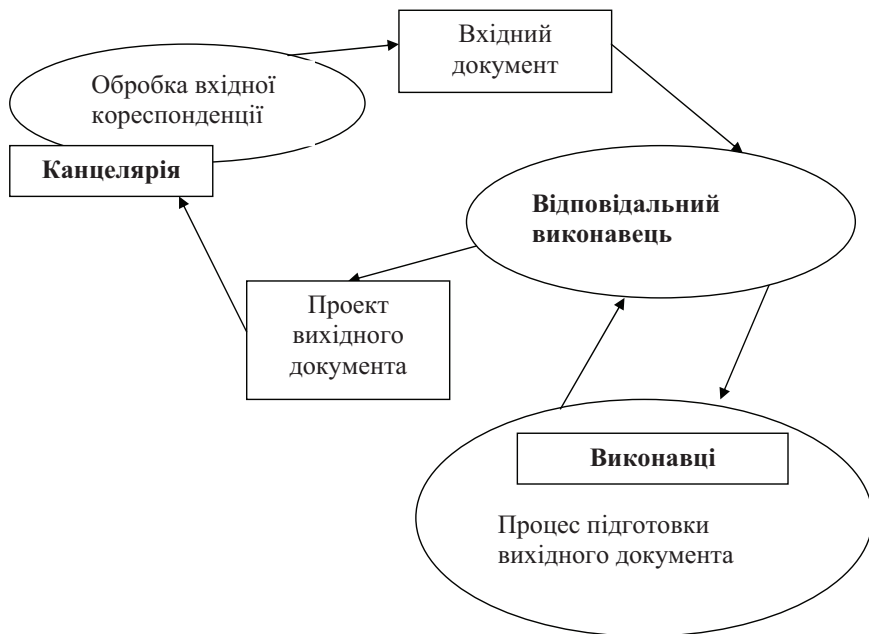 Вхідний
документ
Обробка вхідної
кореспонденції
Канцелярія
Відповідальний
виконавець
Проект
вихідного
документа
Виконавці
Процес підготовки
вихідного документа